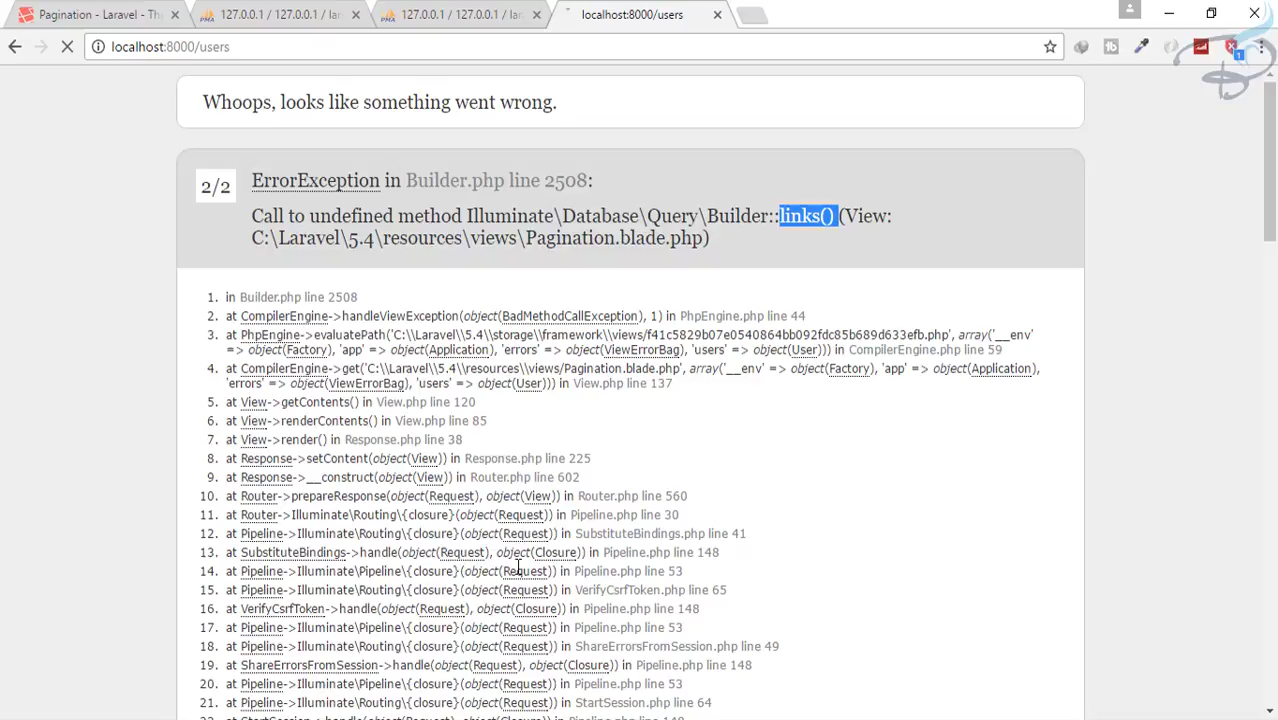 Pagination - Laravel - Th
127.0.0.1 / 127.0.0.1 / la
127.0.0.1 / 127.0.0.1 / lar
localhost:8000/users
localhost:8000/users
1
Whoops, looks like something went wrong.
2/2
ErrorException in Builder.php line 2508:
Call to undefined method Illuminate\Database\Query\Builder::links() (View:
C:\Laravel\5.4\resources\views\Pagination.blade.php)
1. in Builder.php line 2508
2. at CompilerEngine->handleViewException(object(BadMethodCallException), 1) in PhpEngine.php line 44
3. at PhpEngine->evaluatePath('C:\\Laravel\\5.4\\storage\\framework\\views/f41c5829b07e0540864bb092fdc85b689d633efb.php', array('__env'
=> object(Factory), 'app' => object(Application), 'errors' => object(ViewErrorBag), 'users' => object(User))) in CompilerEngine.php line 59
4. at CompilerEngine->get('C:\\Laravel\\5.4\\resources\\views/Pagination.blade.php', array('__env' => object(Factory), 'app' => object(Application),
'errors' => object(ViewErrorBag), 'users' => object(User))) in View.php line 137
5. at View->getContents() in View.php line 120
6. at View->renderContents() in View.php line 85
7. at View->render() in Response.php line 38
8. at Response->setContent(object(View)) in Response.php line 225
9. at Response->__construct(object(View)) in Router.php line 602
10. at Router->prepareResponse(object(Request), object(View)) in Router.php line 560
11. at Router->Illuminate\Routing\{closure}(object(Request)) in Pipeline.php line 30
12. at Pipeline->Illuminate\Routing\{closure}(object(Request)) in SubstituteBindings.php line 41
13. at SubstituteBindings->handle(object(Request), object(Closure)) in Pipeline.php line 148
14. at Pipeline->Illuminate\Pipeline\{closure}(object(Request)) in Pipeline.php line 53
15. at Pipeline->Illuminate\Routing\{closure}(object(Request)) in VerifyCsrfToken.php line 65
16. at VerifyCsrfToken->handle(object(Request), object(Closure)) in Pipeline.php line 148
17. at Pipeline->Illuminate\Pipeline\{closure}(object(Request)) in Pipeline.php line 53
18. at Pipeline->Illuminate\Routing\{closure}(object(Request)) in ShareErrorsFromSession.php line 49
19. at ShareErrorsFromSession->handle(object(Request), object(Closure)) in Pipeline.php line 148
20. at Pipeline->Illuminate\Pipeline\{closure}(object(Request)) in Pipeline.php line 53
21. at Pipeline->Illuminate\Routing\{closure}(object(Request)) in StartSession.php line 64
22. at StartSession->handle(object(Request), object(Closure)) in Pipeline.php line 148